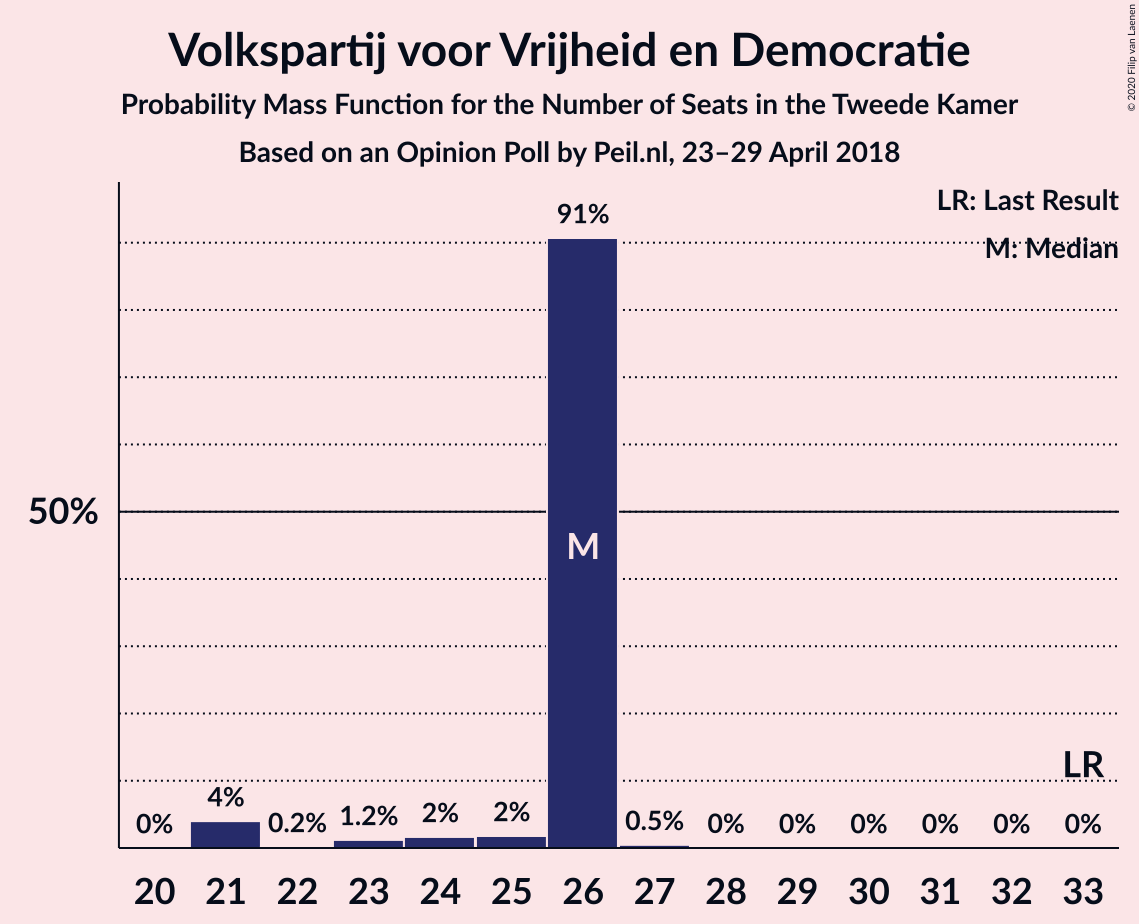 Volkspartij voor Vrijheid en Democratie
Probability Mass Function for the Number of Seats in the Tweede Kamer
Based on an Opinion Poll by Peil.nl, 23–29 April 2018
© 2020 Filip van Laenen
LR: Last Result
M: Median
91%
50%
M
LR
0% 4% 0.2% 1.2% 2% 2% 0.5% 0% 0% 0% 0% 0% 0%
20 21 22 23 24 25 26 27 28 29 30 31 32 33